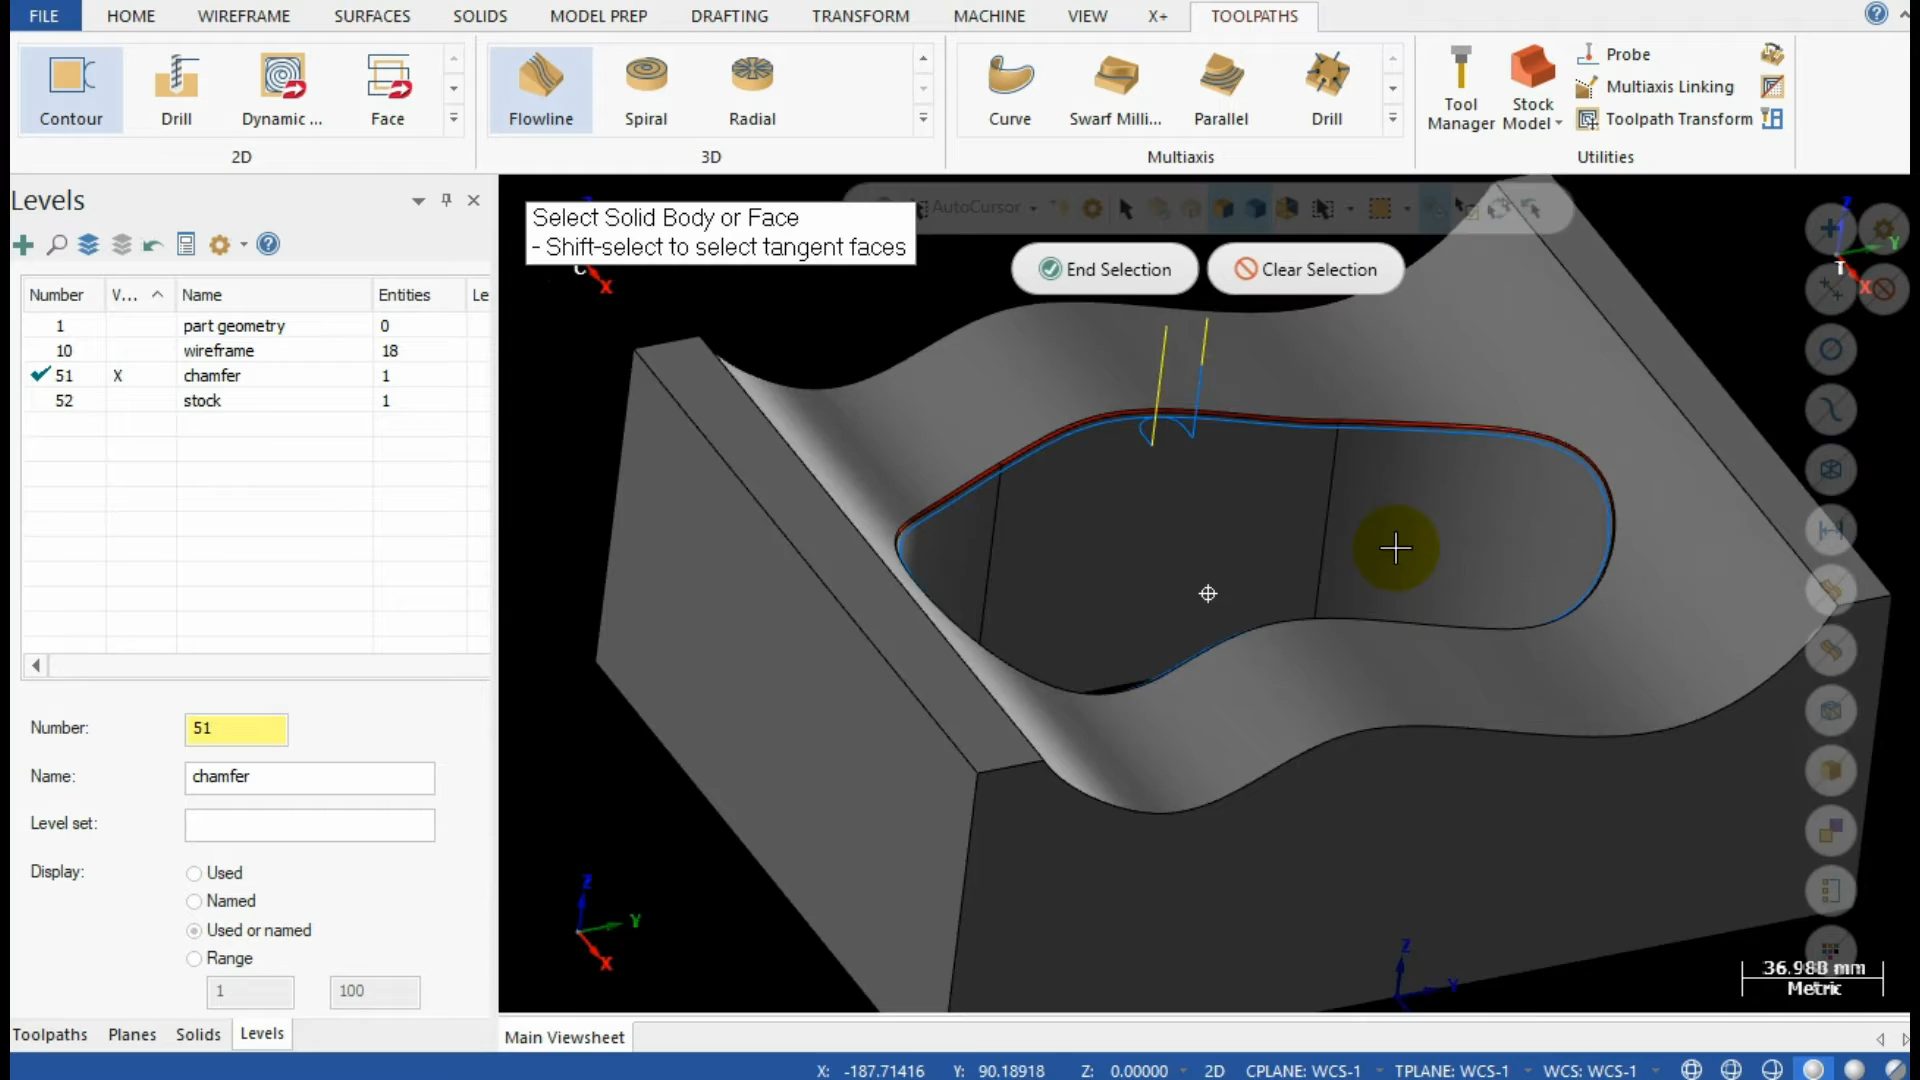 FILE HOME WIREFRAME SURFACES SOLIDS MODEL PREP DRAFTING TRANSFORM MACHINE VIEW X+ TOOLPATHS
Contour Drill Dynamic ... Face
2D
Flowline Spiral Radial
3D
Curve Swarf Milli... Parallel Drill
Multiaxis
Tool Manager
Stock Model
Probe
Multiaxis Linking
Toolpath Transform
Utilities
Levels
Number V... Name Entities Le
1 part geometry 0
10 wireframe 18
51 X chamfer 1
52 stock 1
Number: 51
Name: chamfer
Level set:
Display: Used
Named
Used or named
Range
1 100
Toolpaths Planes Solids Levels
Select Solid Body or Face
- Shift-select to select tangent faces
AutoCursor
End Selection Clear Selection
C X
Z Y T X
Z Y X
Z Y
36.988 mm
Metric
Main Viewsheet
X: -187.71416 Y: 90.18918 Z: 0.00000 2D CPLANE: WCS-1 TPLANE: WCS-1 WCS: WCS-1